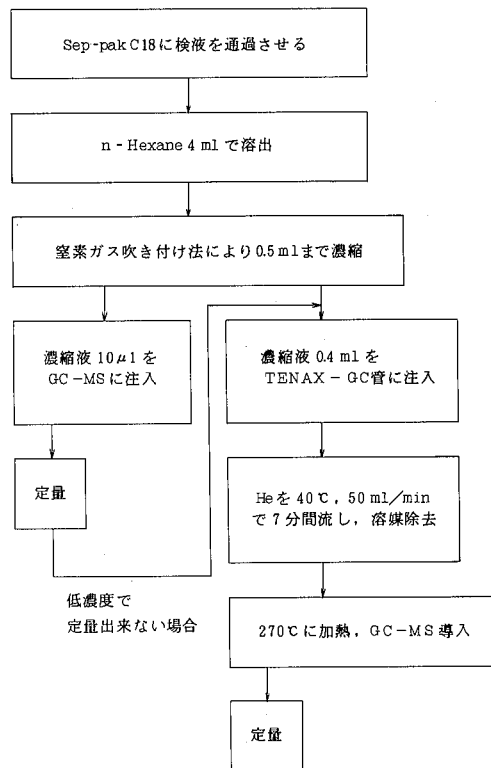 Sep-pak C18に検液を通過させる
n-Hexane 4 mlで溶出
窒素ガス吹き付け法により0.5mlまで濃縮
濃縮液10μlを
GC-MSに注入
定量
低濃度で
定量出来ない場合
濃縮液0.4 mlを
TENAX-GC管に注入
Heを40℃, 50 ml/min
で7分間流し, 溶媒除去
270℃に加熱, GC-MS導入
定量